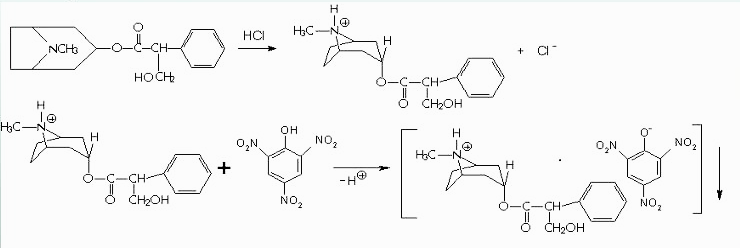 NCH3 O C CH O HOCH2 HCl H H3C N ⊕ H O C CH O CH2OH + Cl⁻
H H3C N ⊕ H O C CH O CH2OH + OH O2N NO2 NO2 −H⊕ H H3C N ⊕ H O C CH O CH2OH · O⁻ O2N NO2 NO2